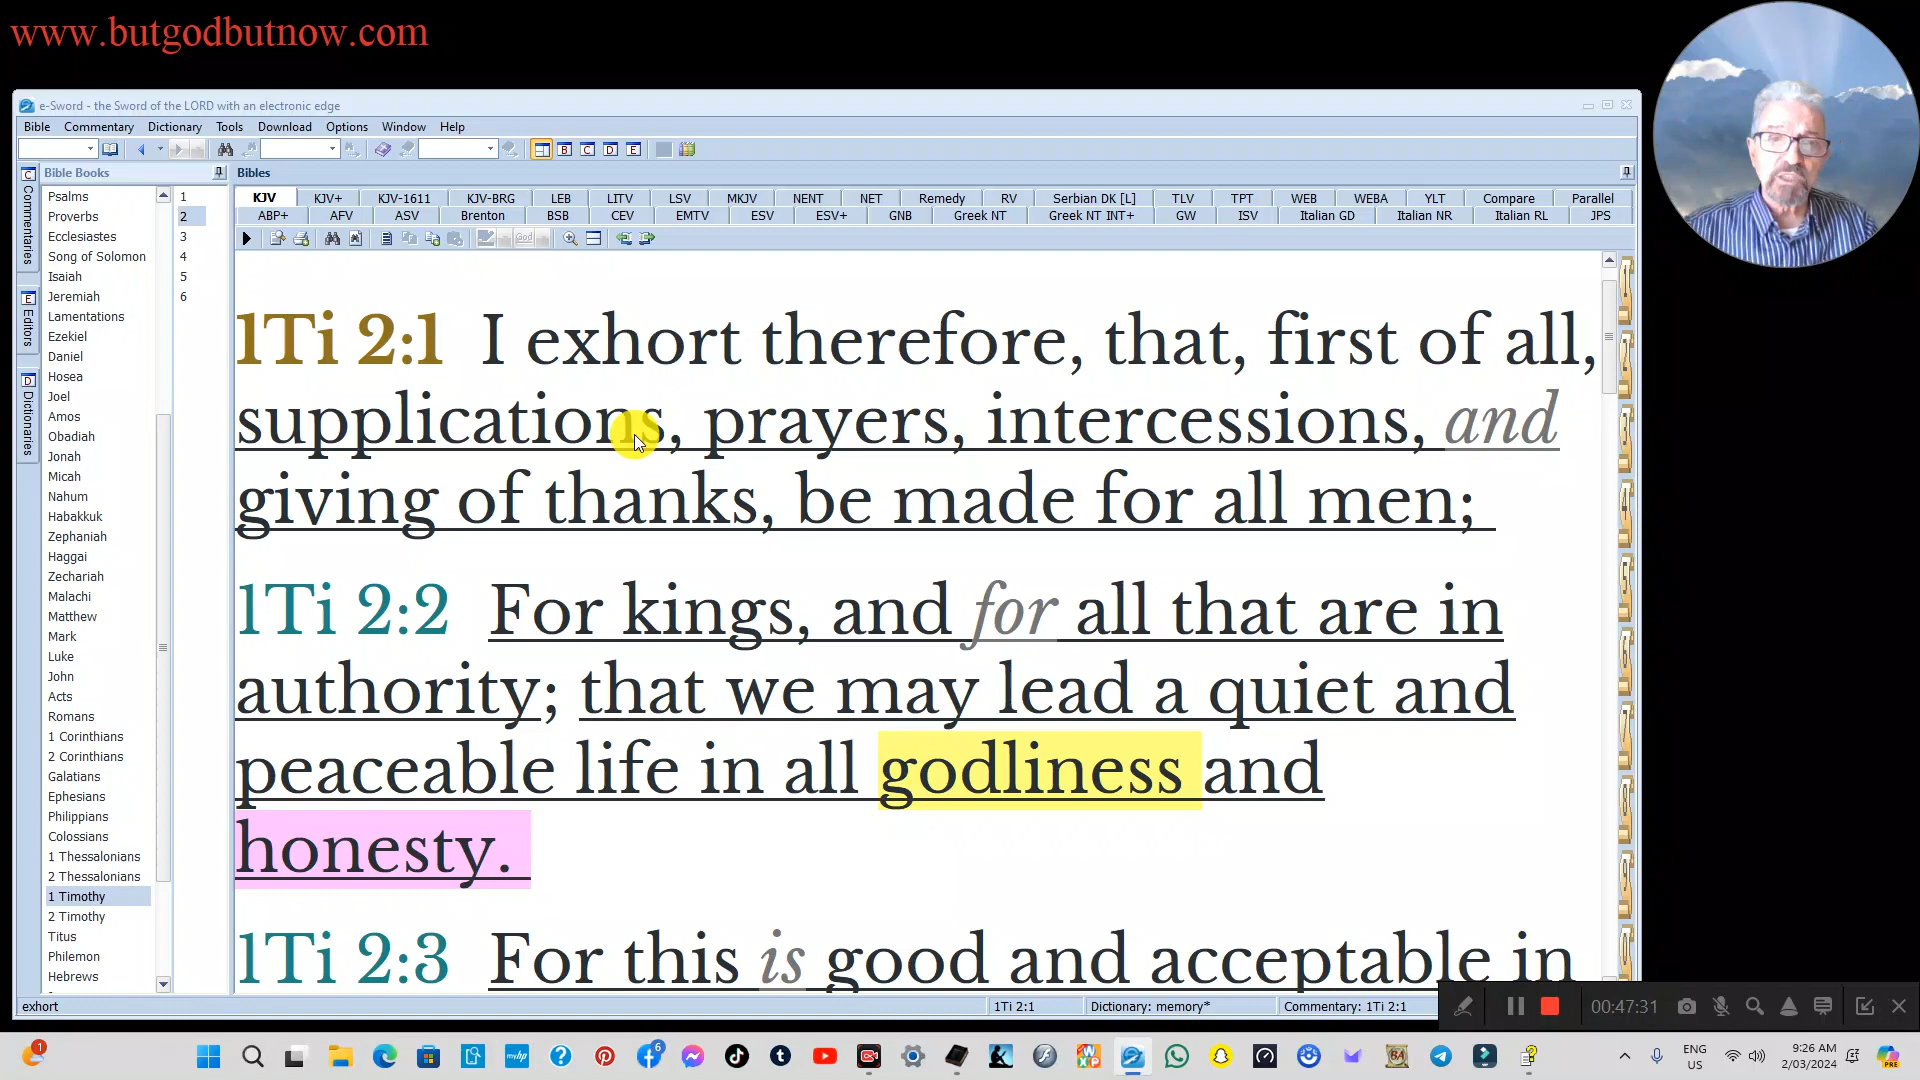 www.butgodbutnow.com
e-Sword - the Sword of the LORD with an electronic edge
Bible Commentary Dictionary Tools Download Options Window Help
B C D E
Bible Books
Bibles
C Commentaries
E Editors
D Dictionaries
Psalms
Proverbs
Ecclesiastes
Song of Solomon
Isaiah
Jeremiah
Lamentations
Ezekiel
Daniel
Hosea
Joel
Amos
Obadiah
Jonah
Micah
Nahum
Habakkuk
Zephaniah
Haggai
Zechariah
Malachi
Matthew
Mark
Luke
John
Acts
Romans
1 Corinthians
2 Corinthians
Galatians
Ephesians
Philippians
Colossians
1 Thessalonians
2 Thessalonians
1 Timothy
2 Timothy
Titus
Philemon
Hebrews
1
2
3
4
5
6
KJV KJV+ KJV-1611 KJV-BRG LEB LITV LSV MKJV NENT NET Remedy RV Serbian DK [L] TLV TPT WEB WEBA YLT Compare Parallel
ABP+ AFV ASV Brenton BSB CEV EMTV ESV ESV+ GNB Greek NT Greek NT INT+ GW ISV Italian GD Italian NR Italian RL JPS
God
1Ti 2:1 I exhort therefore, that, first of all,
supplications, prayers, intercessions, and
giving of thanks, be made for all men;
1Ti 2:2 For kings, and for all that are in
authority; that we may lead a quiet and
peaceable life in all godliness and
honesty.
1Ti 2:3 For this is good and acceptable in
exhort
1Ti 2:1
Dictionary: memory*
Commentary: 1Ti 2:1
00:47:31
1
6
ENG
US
9:26 AM
2/03/2024